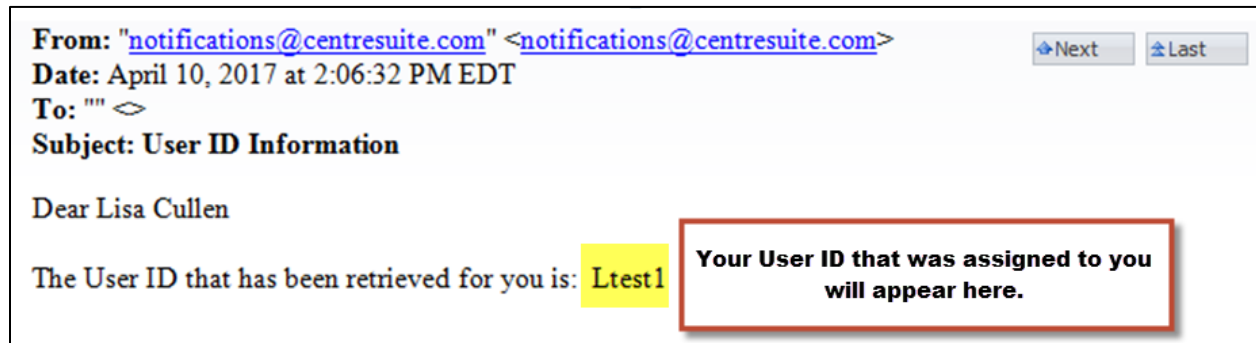 From: "notifications@centresuite.com" <notifications@centresuite.com>
Next
Last
Date: April 10, 2017 at 2:06:32 PM EDT
To: "" <>
Subject: User ID Information
Dear Lisa Cullen
The User ID that has been retrieved for you is: Ltest1
Your User ID that was assigned to you
will appear here.